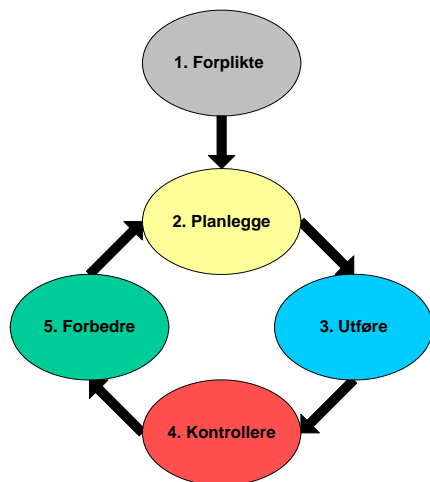 1. Forplikte
2. Planlegge
5. Forbedre
3. Utføre
4. Kontrollere